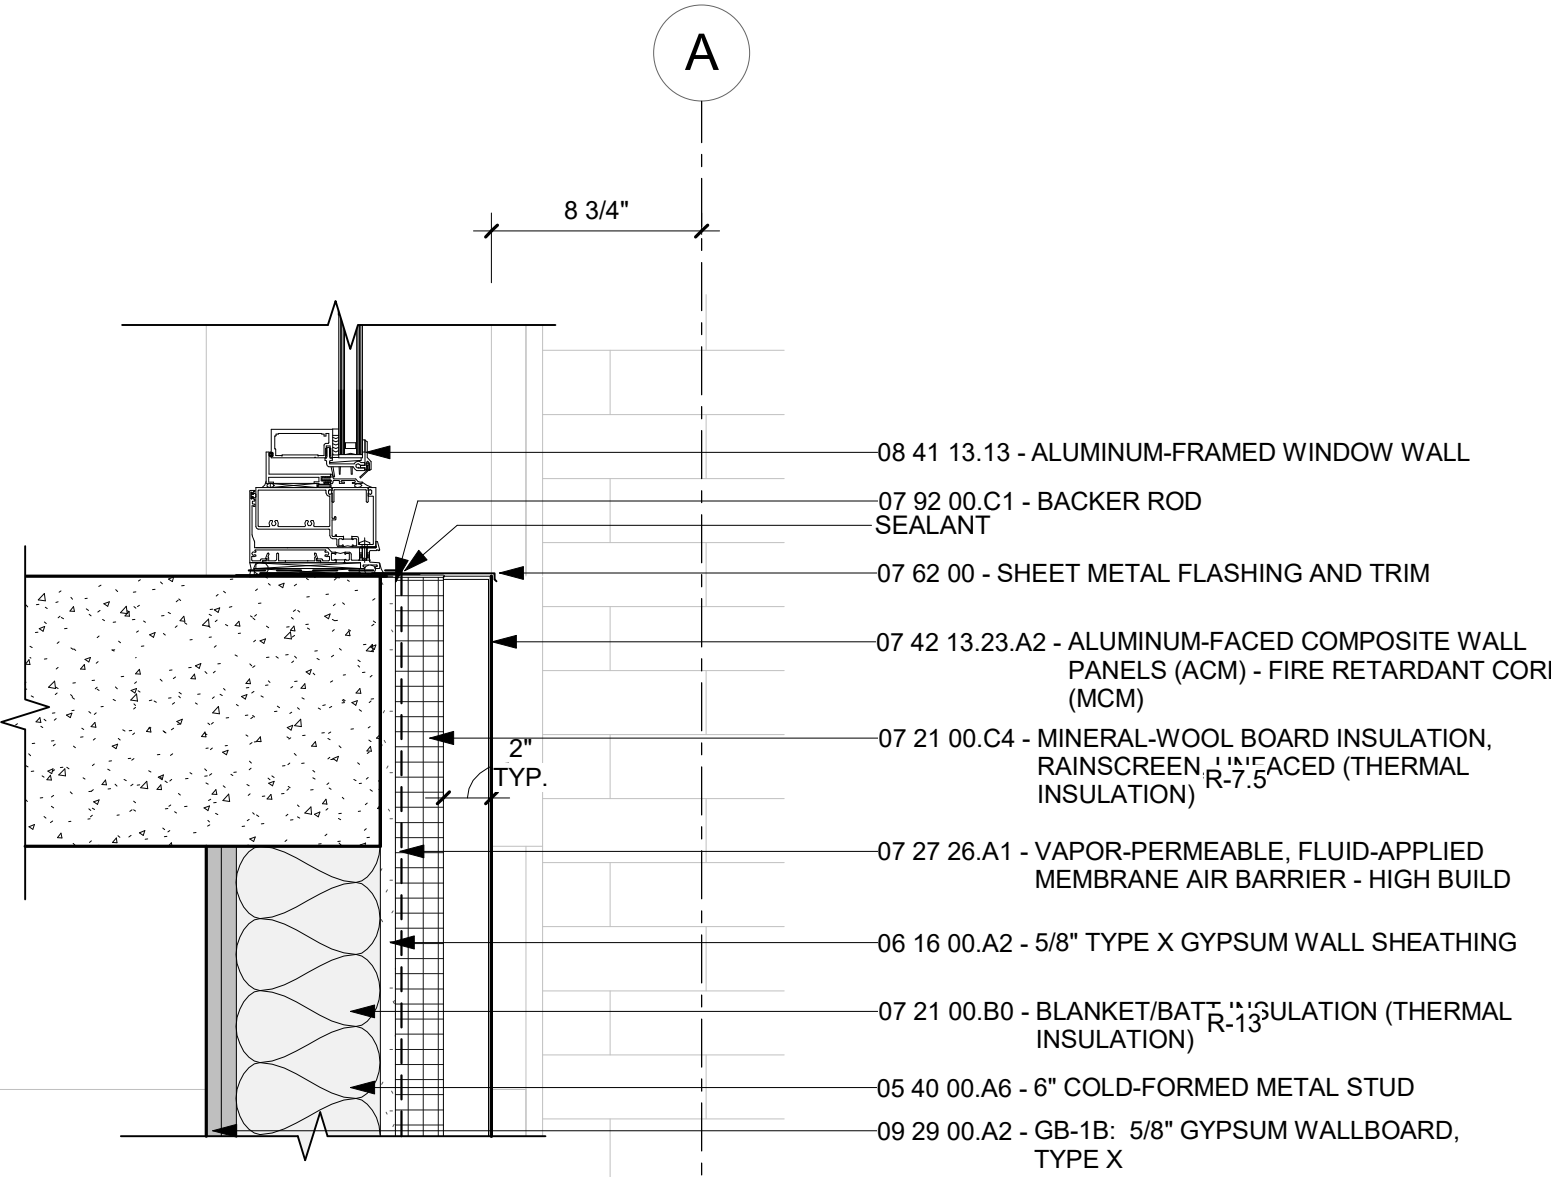 A
8 3/4"
08 41 13.13 - ALUMINUM-FRAMED WINDOW WALL
07 92 00.C1 - BACKER ROD
SEALANT
07 62 00 - SHEET METAL FLASHING AND TRIM
07 42 13.23.A2 - ALUMINUM-FACED COMPOSITE WALL
PANELS (ACM) - FIRE RETARDANT COR
(MCM)
2"
TYP.
07 21 00.C4 - MINERAL-WOOL BOARD INSULATION,
RAINSCREEN, UNFACED (THERMAL
R-7.5
INSULATION)
07 27 26.A1 - VAPOR-PERMEABLE, FLUID-APPLIED
MEMBRANE AIR BARRIER - HIGH BUILD
06 16 00.A2 - 5/8" TYPE X GYPSUM WALL SHEATHING
07 21 00.B0 - BLANKET/BATT INSULATION (THERMAL
R-13
INSULATION)
05 40 00.A6 - 6" COLD-FORMED METAL STUD
09 29 00.A2 - GB-1B: 5/8" GYPSUM WALLBOARD,
TYPE X